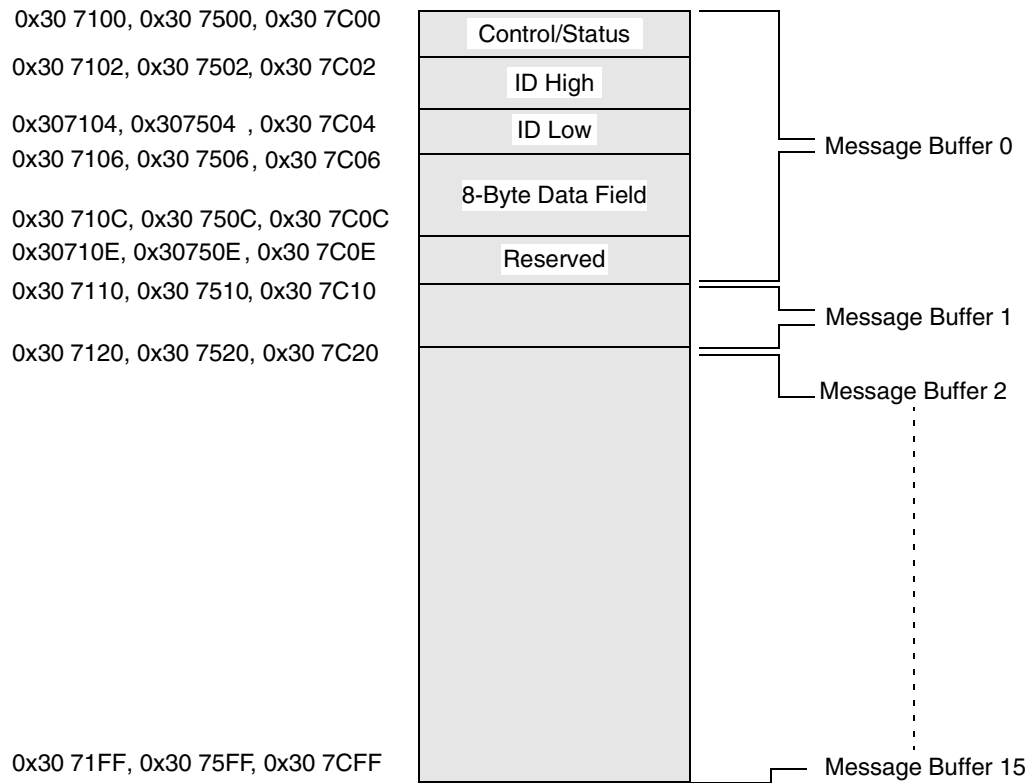 0x30 7100, 0x30 7500, 0x30 7C00
Control/Status
0x30 7102, 0x30 7502, 0x30 7C02
ID High
0x307104, 0x307504 , 0x30 7C04
ID Low
0x30 7106, 0x30 7506, 0x30 7C06
Message Buffer 0
8-Byte Data Field
0x30 710C, 0x30 750C, 0x30 7C0C
0x30710E, 0x30750E, 0x30 7C0E
Reserved
0x30 7110, 0x30 7510, 0x30 7C10
Message Buffer 1
0x30 7120, 0x30 7520, 0x30 7C20
Message Buffer 2
0x30 71FF, 0x30 75FF, 0x30 7CFF
Message Buffer 15